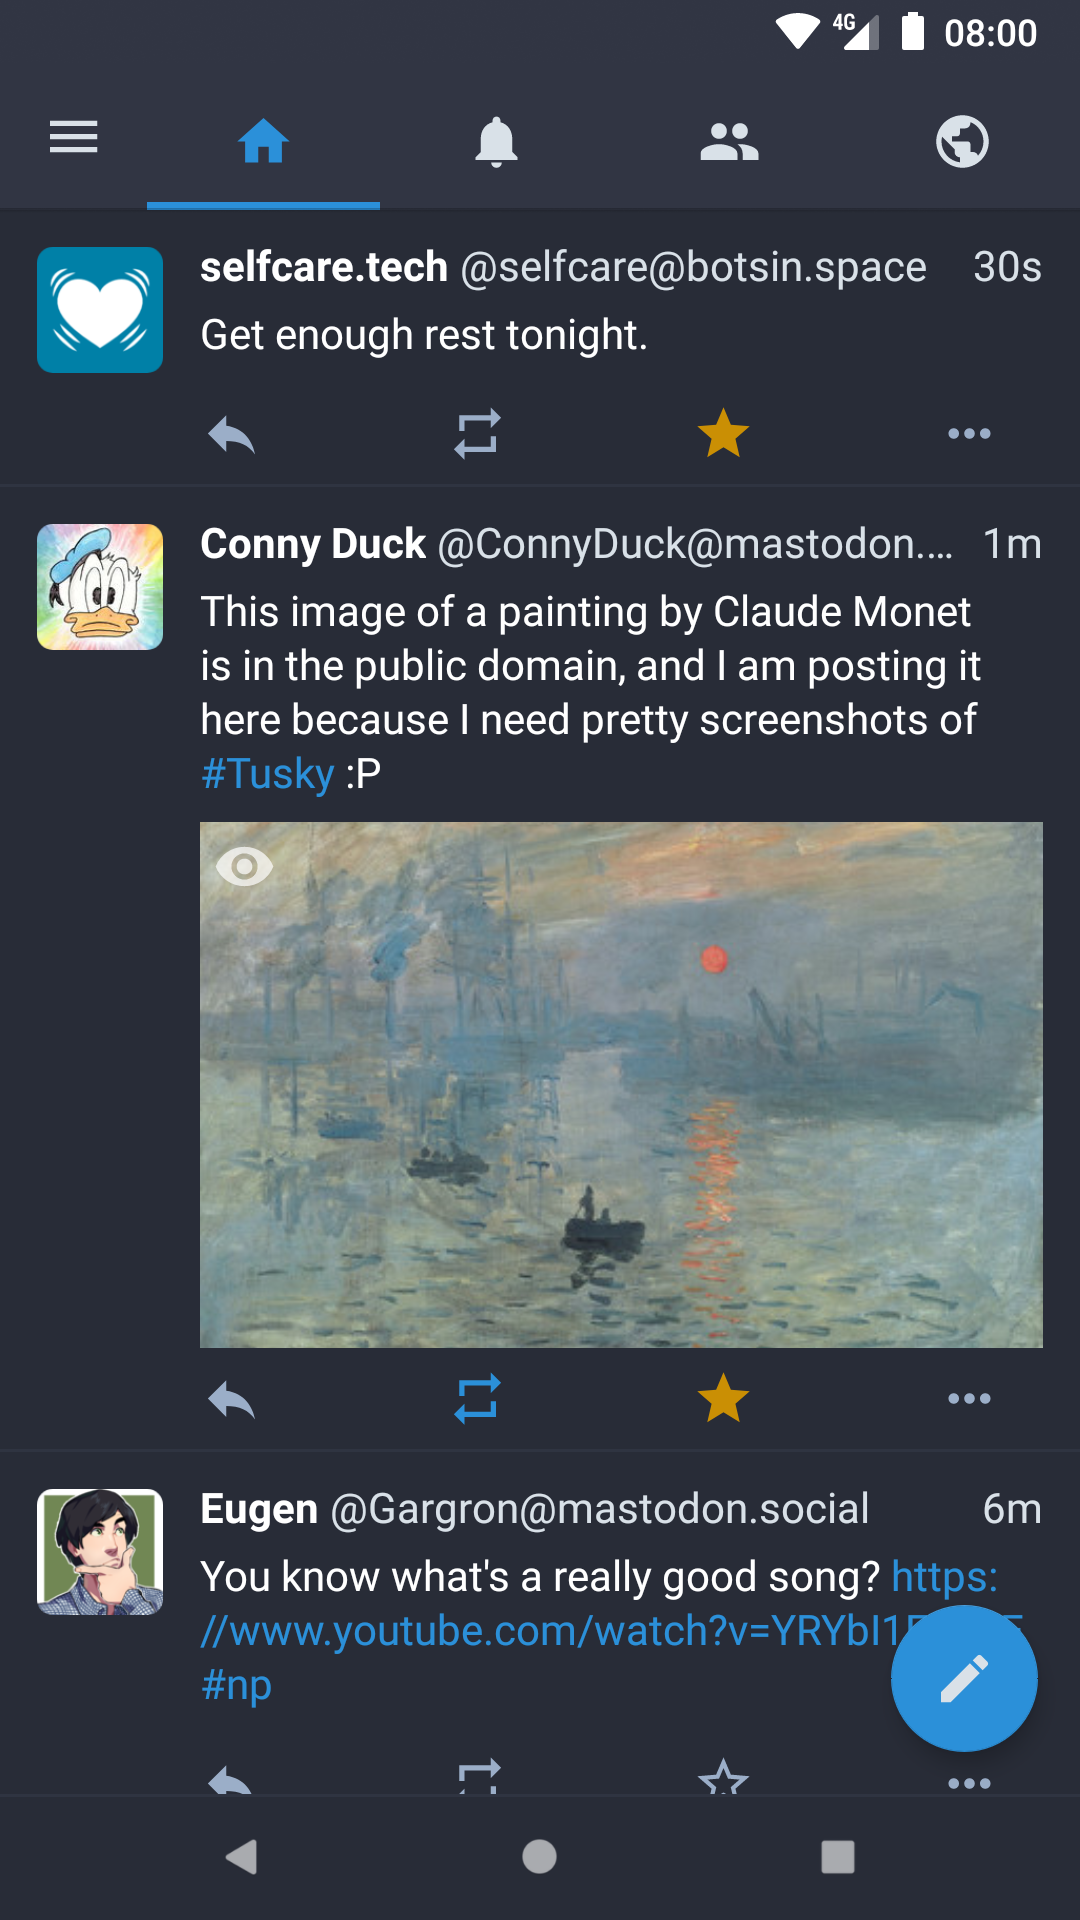 4G 08:00
selfcare.tech @selfcare@botsin.space 30s
Get enough rest tonight.
Conny Duck @ConnyDuck@mastodon.... 1m
This image of a painting by Claude Monet
is in the public domain, and I am posting it
here because I need pretty screenshots of
#Tusky :P
Eugen @Gargron@mastodon.social 6m
You know what's a really good song? https:
//www.youtube.com/watch?v=YRYbI1
#np